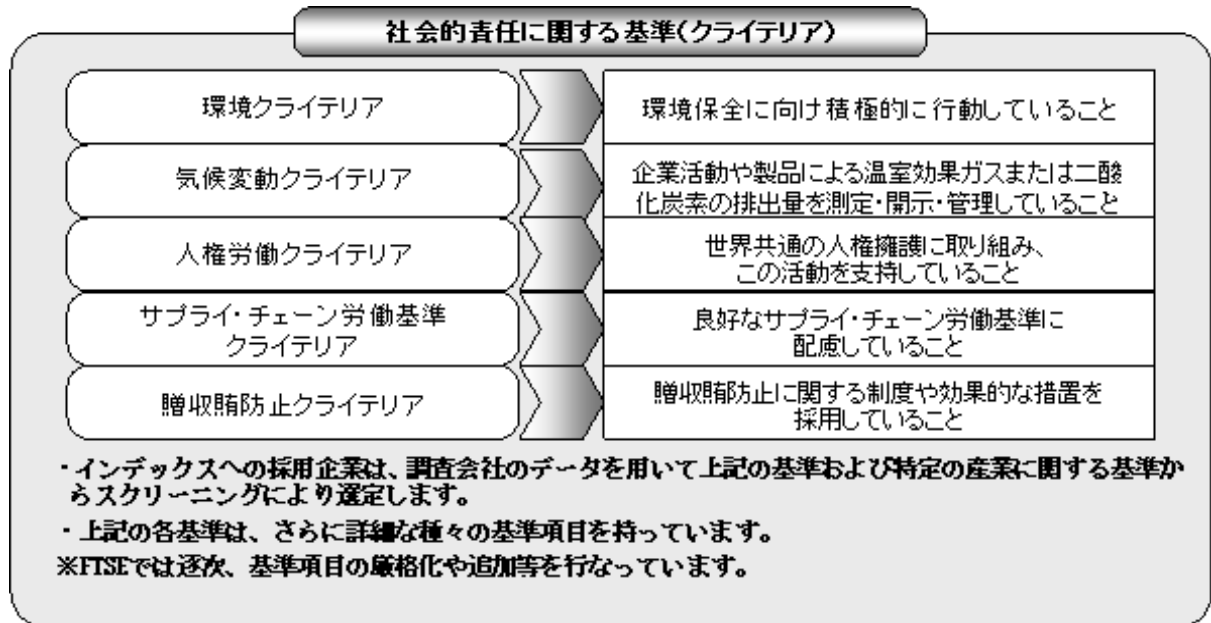 社会的責任に関する基準(クライテリア)
環境クライテリア
環境保全に向け積極的に行動していること
気候変動クライテリア
企業活動や製品による温室効果ガスまたは二酸
化炭素の排出量を測定・開示・管理していること
人権労働クライテリア
世界共通の人権擁護に取り組み、
この活動を支持していること
サプライ・チェーン労働基準
クライテリア
良好なサプライ・チェーン労働基準に
配慮していること
贈収賄防止クライテリア
贈収賄防止に関する制度や効果的な措置を
採用していること
・インデックスへの採用企業は、調査会社のデータを用いて上記の基準および特定の産業に関する基準か
らスクリーニングにより選定します。
・上記の各基準は、さらに詳細な種々の基準項目を持っています。
※FTSEでは逐次、基準項目の厳格化や追加等を行なっています。